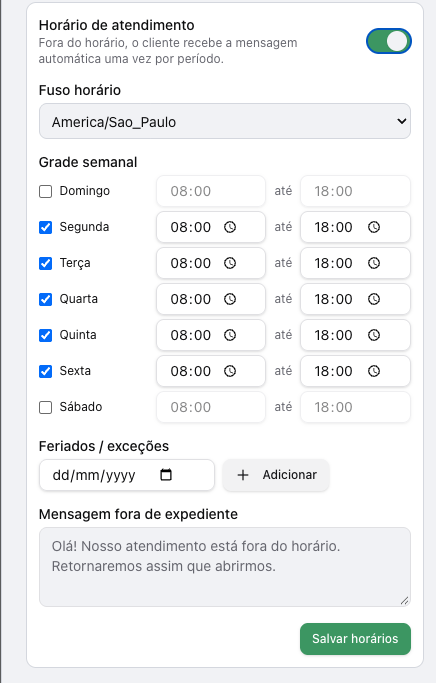 Horário de atendimento
Fora do horário, o cliente recebe a mensagem
automática uma vez por período.
Fuso horário
America/Sao_Paulo
Grade semanal
Domingo 08:00 até 18:00
Segunda 08:00 até 18:00
Terça 08:00 até 18:00
Quarta 08:00 até 18:00
Quinta 08:00 até 18:00
Sexta 08:00 até 18:00
Sábado 08:00 até 18:00
Feriados / exceções
dd/mm/yyyy + Adicionar
Mensagem fora de expediente
Olá! Nosso atendimento está fora do horário.
Retornaremos assim que abrirmos.
Salvar horários